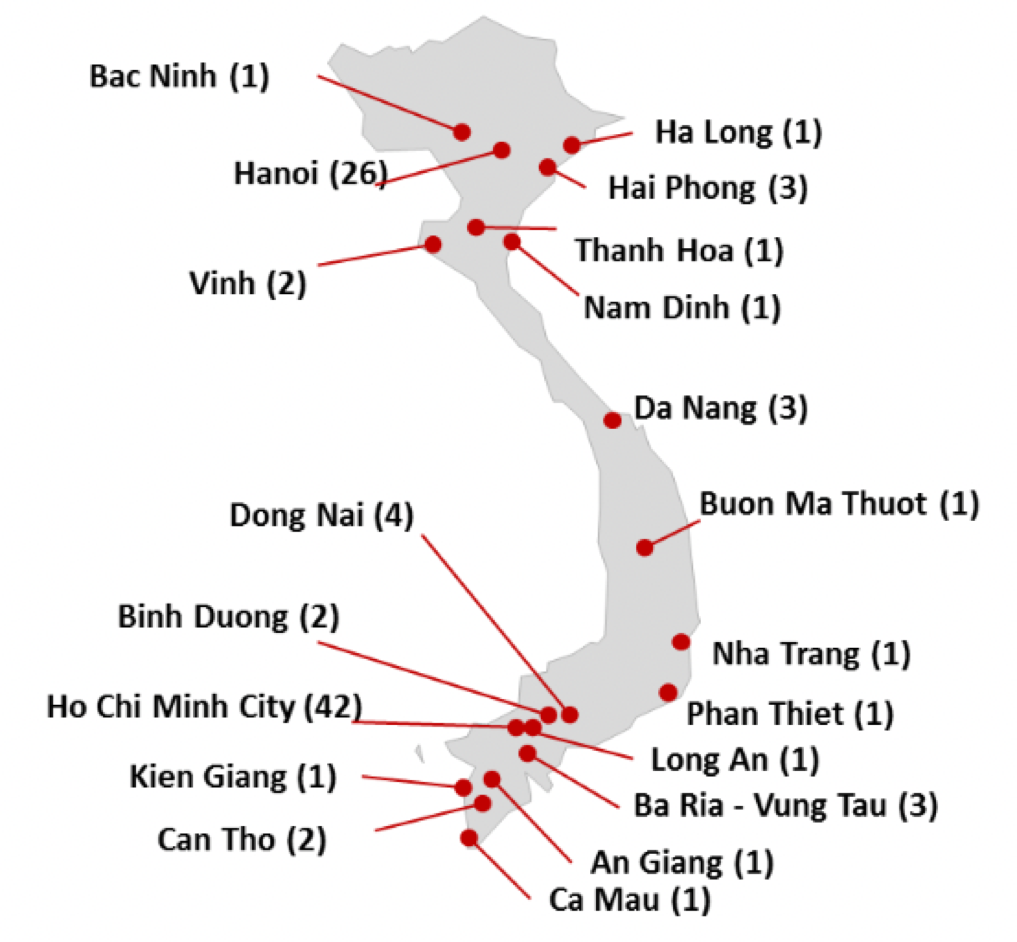 Bac Ninh (1)
Ha Long (1)
Hanoi (26)
Hai Phong (3)
Thanh Hoa (1)
Vinh (2)
Nam Dinh (1)
Da Nang (3)
Buon Ma Thuot (1)
Dong Nai (4)
Binh Duong (2)
Nha Trang (1)
Ho Chi Minh City (42)
Phan Thiet (1)
Long An (1)
Kien Giang (1)
Ba Ria - Vung Tau (3)
Can Tho (2)
An Giang (1)
Ca Mau (1)